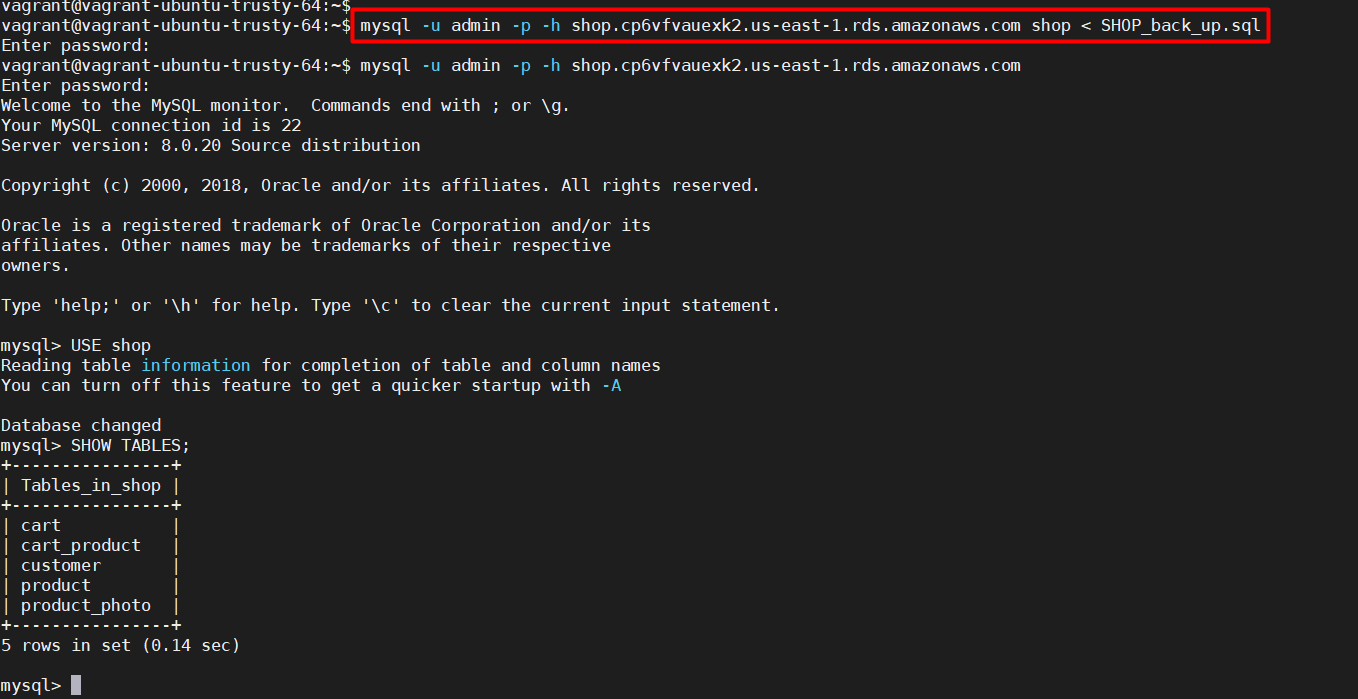 vagrant@vagrant-ubuntu-trusty-64:~$
vagrant@vagrant-ubuntu-trusty-64:~$ mysql -u admin -p -h shop.cp6vfvauexk2.us-east-1.rds.amazonaws.com shop < SHOP_back_up.sql
Enter password:
vagrant@vagrant-ubuntu-trusty-64:~$ mysql -u admin -p -h shop.cp6vfvauexk2.us-east-1.rds.amazonaws.com
Enter password:
Welcome to the MySQL monitor.  Commands end with ; or \g.
Your MySQL connection id is 22
Server version: 8.0.20 Source distribution

Copyright (c) 2000, 2018, Oracle and/or its affiliates. All rights reserved.

Oracle is a registered trademark of Oracle Corporation and/or its
affiliates. Other names may be trademarks of their respective
owners.

Type 'help;' or '\h' for help. Type '\c' to clear the current input statement.

mysql> USE shop
Reading table information for completion of table and column names
You can turn off this feature to get a quicker startup with -A

Database changed
mysql> SHOW TABLES;
+----------------+
| Tables_in_shop |
+----------------+
| cart           |
| cart_product   |
| customer       |
| product        |
| product_photo  |
+----------------+
5 rows in set (0.14 sec)

mysql>